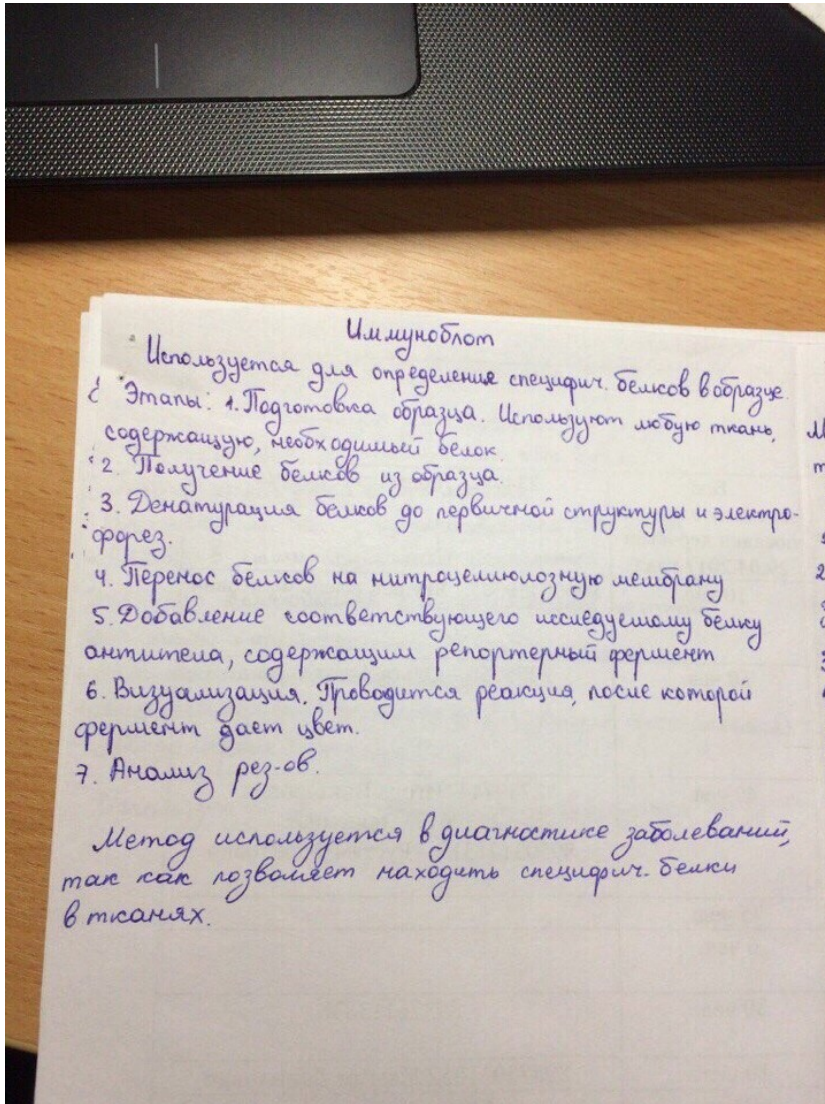 Иммуноблот
Используется для определения специфич. белков в образце.
Этапы: 1. Подготовка образца. Используют любую ткань,
содержащую, необходимый белок.
2. Получение белков из образца.
3. Денатурация белков до первичной структуры и электро-
форез.
4. Перенос белков на нитроцеллюлозную мембрану
5. Добавление соответствующего исследуемому белку
антитела, содержащим репортерный фермент
6. Визуализация. Проводится реакция, после которой
фермент дает цвет.
7. Анализ рез-ов.
Метод используется в диагностике заболеваний,
так как позволяет находить специфич. белки
в тканях.